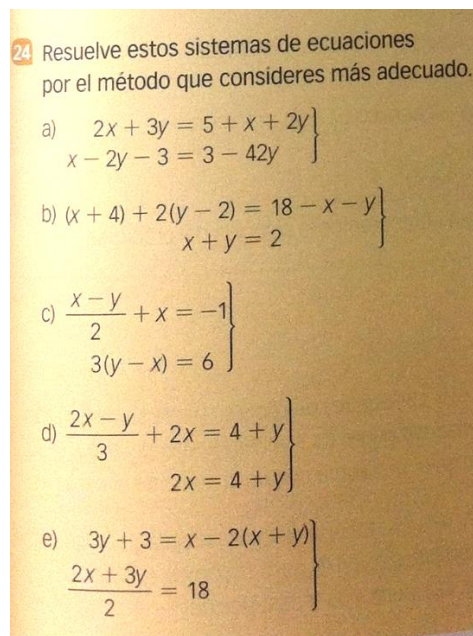 24 Resuelve estos sistemas de ecuaciones
por el método que consideres más adecuado.
a) 2x + 3y = 5 + x + 2y
x − 2y − 3 = 3 − 42y
b) (x + 4) + 2(y − 2) = 18 − x − y
x + y = 2
c) (x − y)/2 + x = −1
3(y − x) = 6
d) (2x − y)/3 + 2x = 4 + y
2x = 4 + y
e) 3y + 3 = x − 2(x + y)
(2x + 3y)/2 = 18